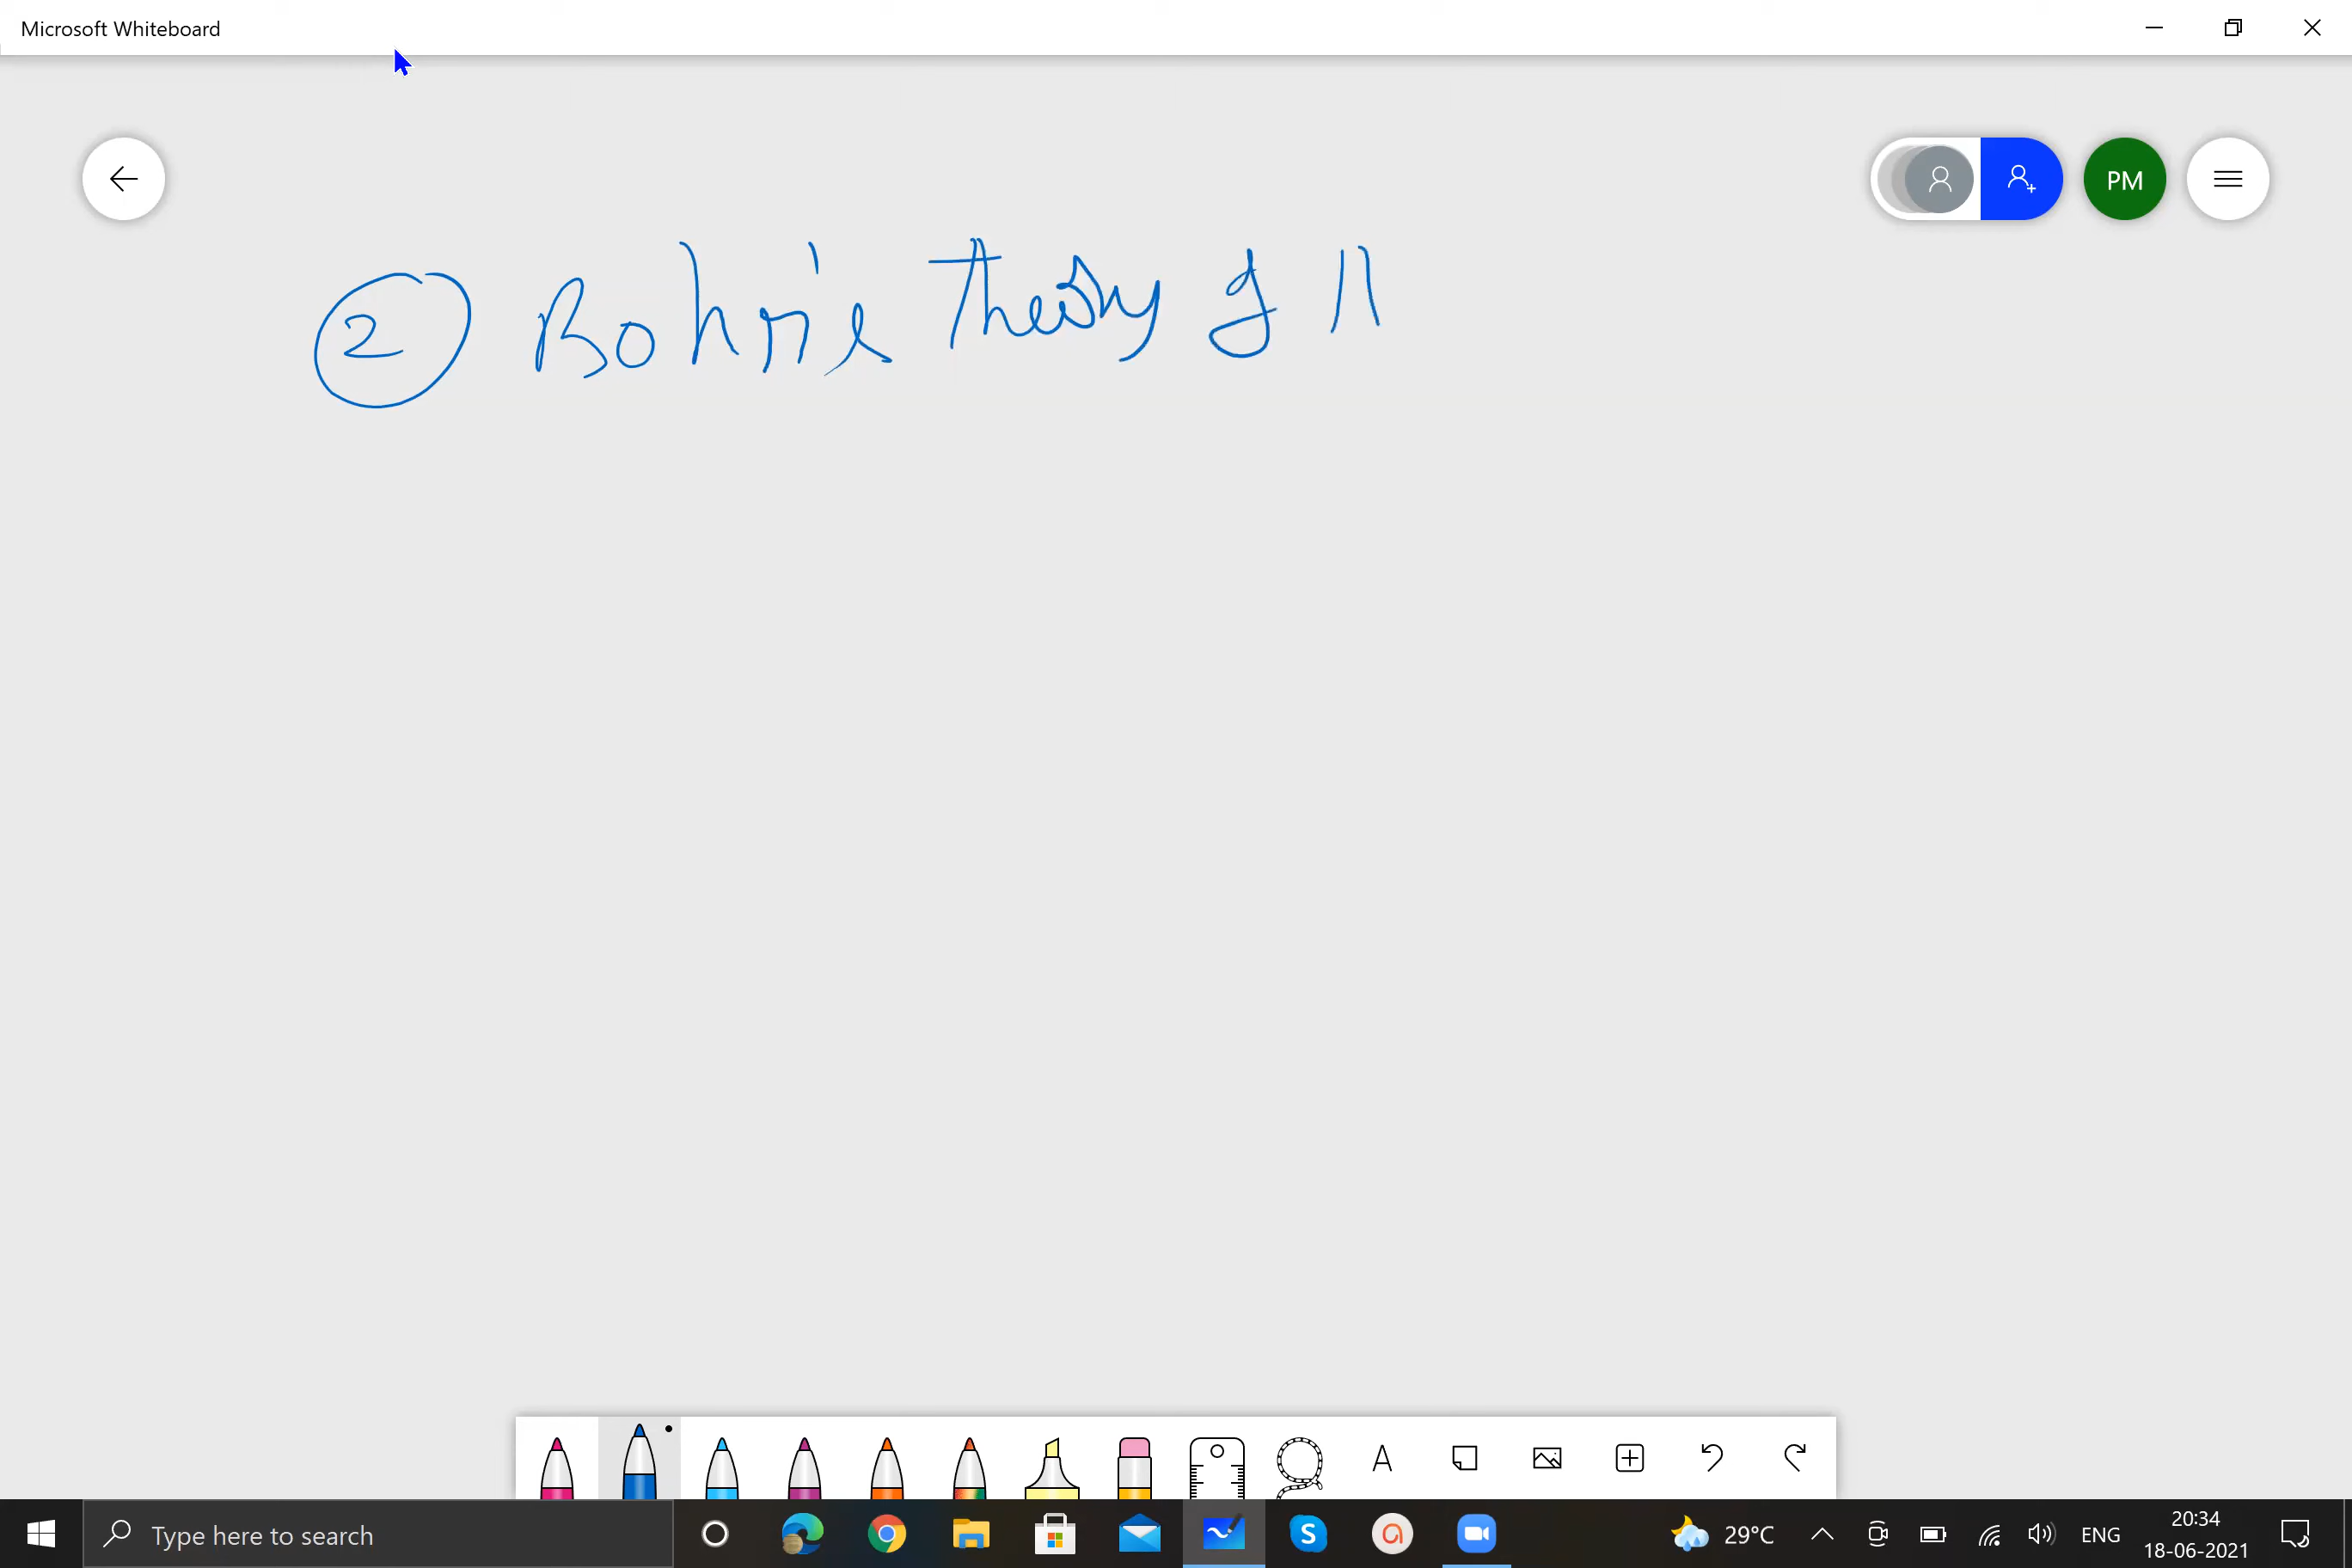 Microsoft Whiteboard
PM
② Bohr's Theory of
A
Type here to search
29°C
ENG
20:34
18-06-2021